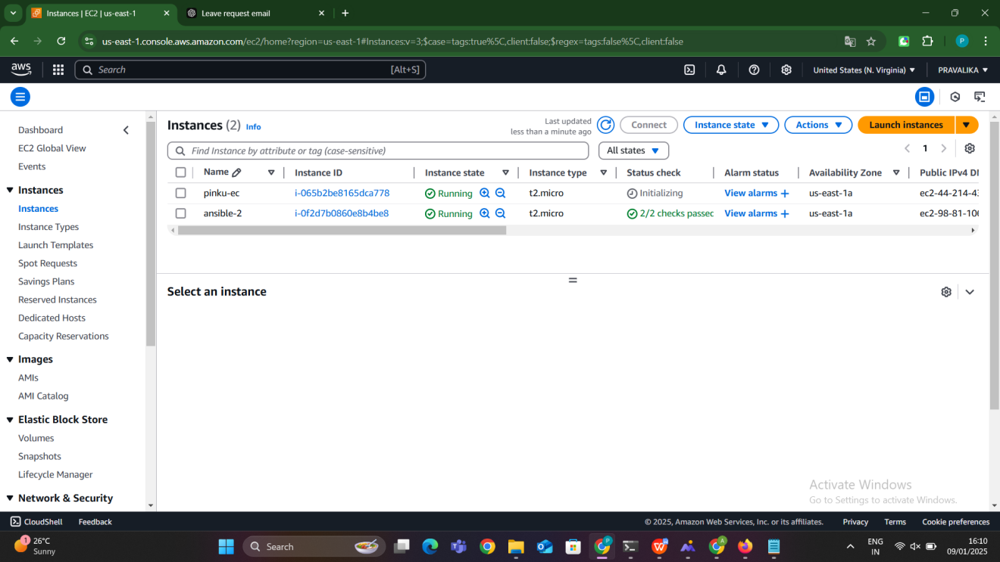 Instances | EC2 | us-east-1
Leave request email
us-east-1.console.aws.amazon.com/ec2/home?region=us-east-1#Instances:v=3;$case=tags:true%5C,client:false;$regex=tags:false%5C,client:false
P
aws
Search [Alt+S]
United States (N. Virginia)
PRAVALIKA
Dashboard
EC2 Global View
Events
Instances
Instances
Instance Types
Launch Templates
Spot Requests
Savings Plans
Reserved Instances
Dedicated Hosts
Capacity Reservations
Images
AMIs
AMI Catalog
Elastic Block Store
Volumes
Snapshots
Lifecycle Manager
Network & Security
Instances (2) Info
Last updated
less than a minute ago
Connect
Instance state
Actions
Launch instances
Find Instance by attribute or tag (case-sensitive)
All states
1
Name Instance ID Instance state Instance type Status check Alarm status Availability Zone Public IPv4
pinku-ec i-065b2be8165dca778 Running t2.micro Initializing View alarms + us-east-1a ec2-44-214-4
ansible-2 i-0f2d7b0860e8b4be8 Running t2.micro 2/2 checks passed View alarms + us-east-1a ec2-98-81-10
Select an instance
Activate Windows
Go to Settings to activate Windows.
CloudShell Feedback
© 2025, Amazon Web Services, Inc. or its affiliates. Privacy Terms Cookie preferences
1
26°C
Sunny
Search
P
A
ENG
IN
16:10
09/01/2025